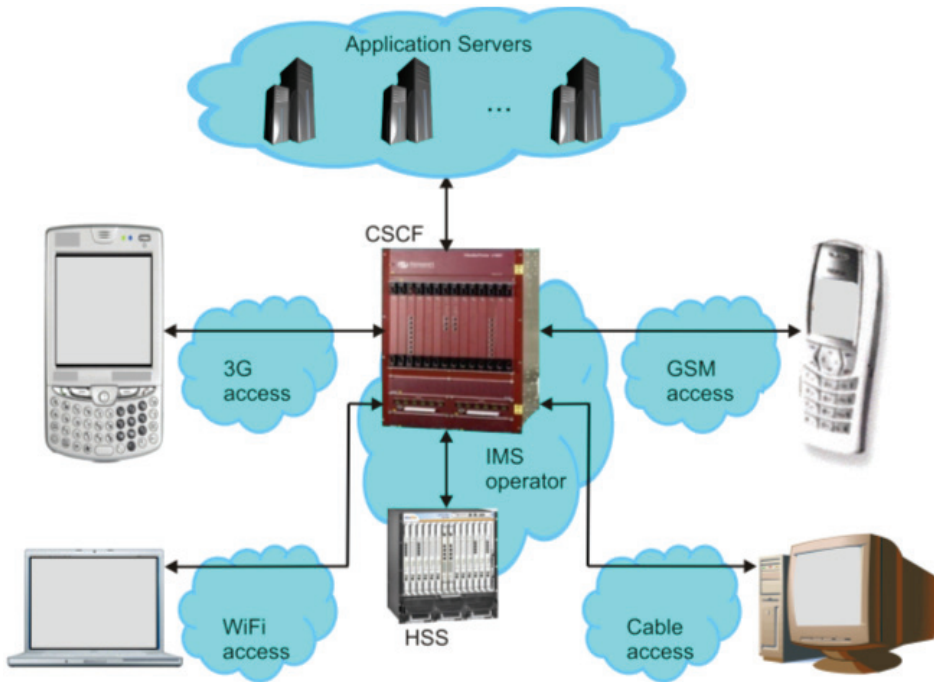 Application Servers
...
CSCF
3G
access
GSM
access
IMS
operator
WiFi
access
HSS
Cable
access